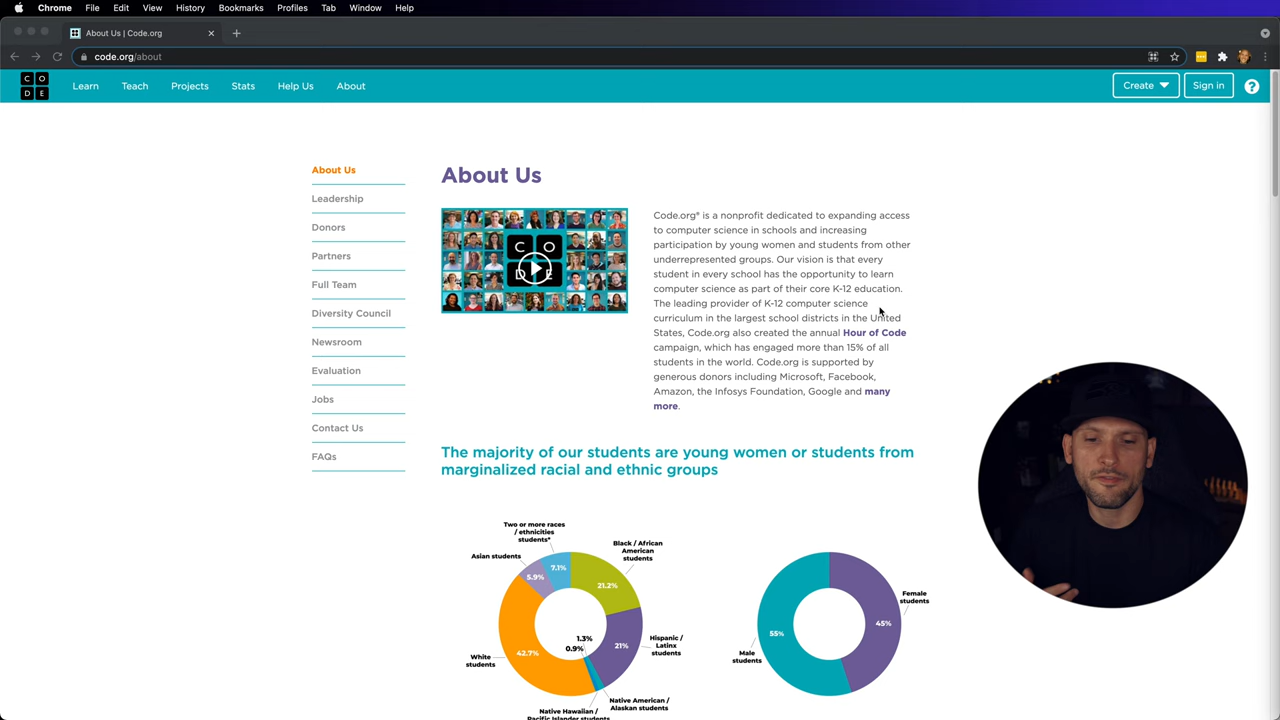 Chrome File Edit View History Bookmarks Profiles Tab Window Help
About Us | Code.org
code.org/about
C O
D E
Learn Teach Projects Stats Help Us About
Create Sign in ?
About Us
Leadership
Donors
Partners
Full Team
Diversity Council
Newsroom
Evaluation
Jobs
Contact Us
FAQs
About Us
C O
D E
Code.org® is a nonprofit dedicated to expanding access
to computer science in schools and increasing
participation by young women and students from other
underrepresented groups. Our vision is that every
student in every school has the opportunity to learn
computer science as part of their core K-12 education.
The leading provider of K-12 computer science
curriculum in the largest school districts in the United
States, Code.org also created the annual Hour of Code
campaign, which has engaged more than 15% of all
students in the world. Code.org is supported by
generous donors including Microsoft, Facebook,
Amazon, the Infosys Foundation, Google and many
more.
The majority of our students are young women or students from
marginalized racial and ethnic groups
Two or more races
/ ethnicities
students*
7.1%
Asian students
5.9%
Black / African
American
students
21.2%
Hispanic /
Latinx
students
21%
1.3%
0.9%
White
students
42.7%
Native American /
Alaskan students
Native Hawaiian /
Pacific Islander students
Female
students
45%
55%
Male
students